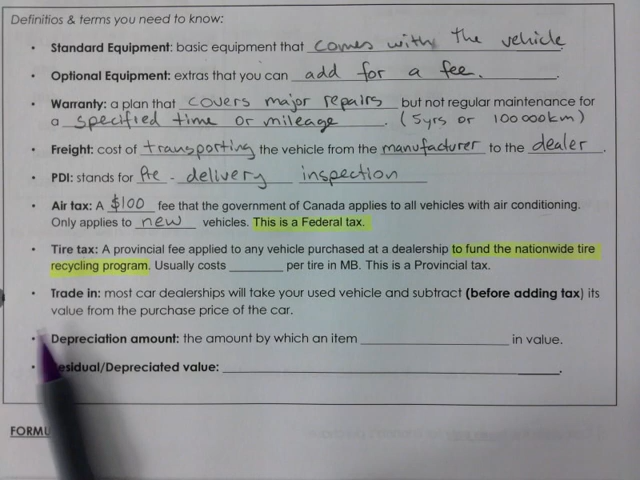 Definitios & terms you need to know:
• Standard Equipment: basic equipment that comes with the vehicle
• Optional Equipment: extras that you can add for a fee.
• Warranty: a plan that covers major repairs but not regular maintenance for
a specified time or mileage. (5yrs or 100000km)
• Freight: cost of transporting the vehicle from the manufacturer to the dealer.
• PDI: stands for Pre - delivery inspection
• Air tax: A $100 fee that the government of Canada applies to all vehicles with air conditioning.
Only applies to new vehicles. This is a Federal tax.
• Tire tax: A provincial fee applied to any vehicle purchased at a dealership to fund the nationwide tire
recycling program. Usually costs ________ per tire in MB. This is a Provincial tax.
• Trade in: most car dealerships will take your used vehicle and subtract (before adding tax) its
value from the purchase price of the car.
• Depreciation amount: the amount by which an item ______________________ in value.
• esidual/Depreciated value: ______________________________.
FORMU